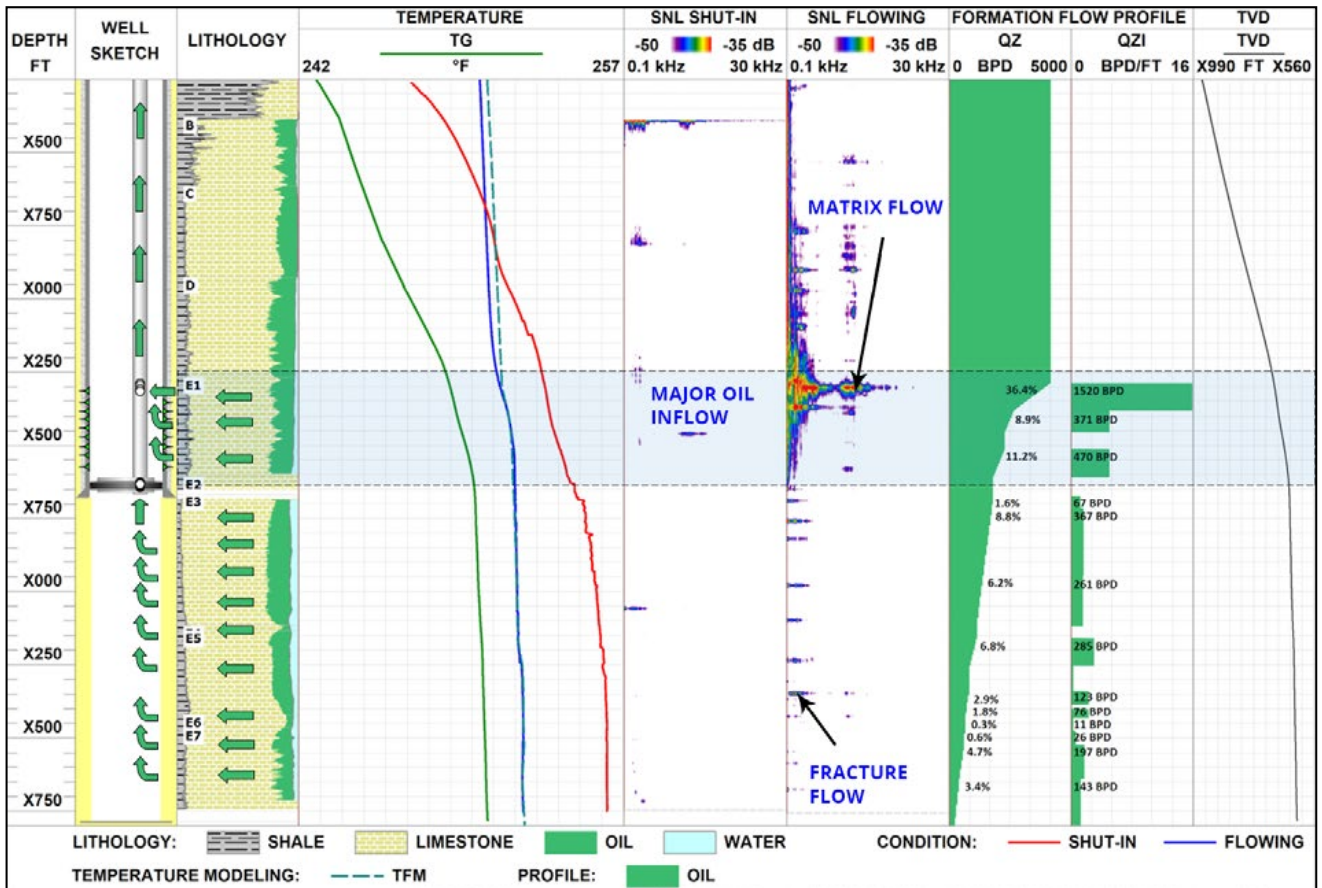 TEMPERATURE SNL SHUT-IN SNL FLOWING FORMATION FLOW PROFILE TVD
DEPTH WELL LITHOLOGY TG -50 -35 dB -50 -35 dB QZ QZI TVD
FT SKETCH 242 °F 257 0.1 kHz 30 kHz 0.1 kHz 30 kHz 0 BPD 5000 0 BPD/FT 16 X990 FT X560
B
X500
C
X750
MATRIX FLOW
D
X000
X250
E1
MAJOR OIL
INFLOW
36.4% 1520 BPD
8.9% 371 BPD
X500
11.2% 470 BPD
E2
E3
X750
1.6% 67 BPD
8.8% 367 BPD
X000
6.2% 261 BPD
E5
X250
6.8% 285 BPD
2.9% 123 BPD
1.8% 76 BPD
X500
E6
0.3% 11 BPD
E7
0.6% 26 BPD
4.7% 197 BPD
FRACTURE
FLOW
3.4% 143 BPD
X750
LITHOLOGY: SHALE LIMESTONE OIL WATER CONDITION: SHUT-IN FLOWING
TEMPERATURE MODELING: TFM PROFILE: OIL